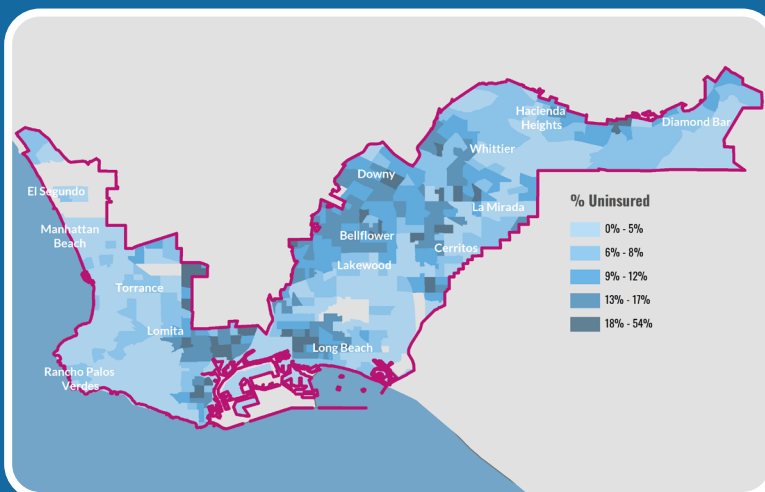 Hacienda
Heights
Diamond Bar
Whittier
Downy
El Segundo
La Mirada
% Uninsured
0% - 5%
Manhattan
Beach
Bellflower
Cerritos
6% - 8%
Lakewood
9% - 12%
Torrance
13% - 17%
Lomita
18% - 54%
Long Beach
Rancho Palos
Verdes